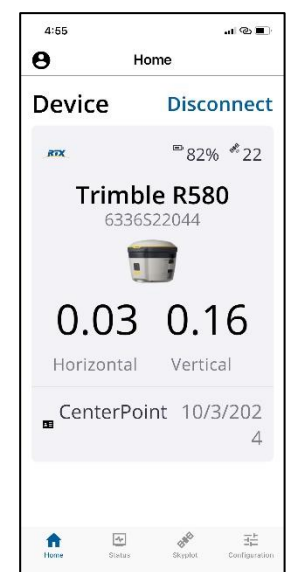 4:55
Home
Device Disconnect
RTX 82% 22
Trimble R580
6336S22044
0.03 0.16
Horizontal Vertical
CenterPoint 10/3/202
4
Home Status Skyplot Configuration